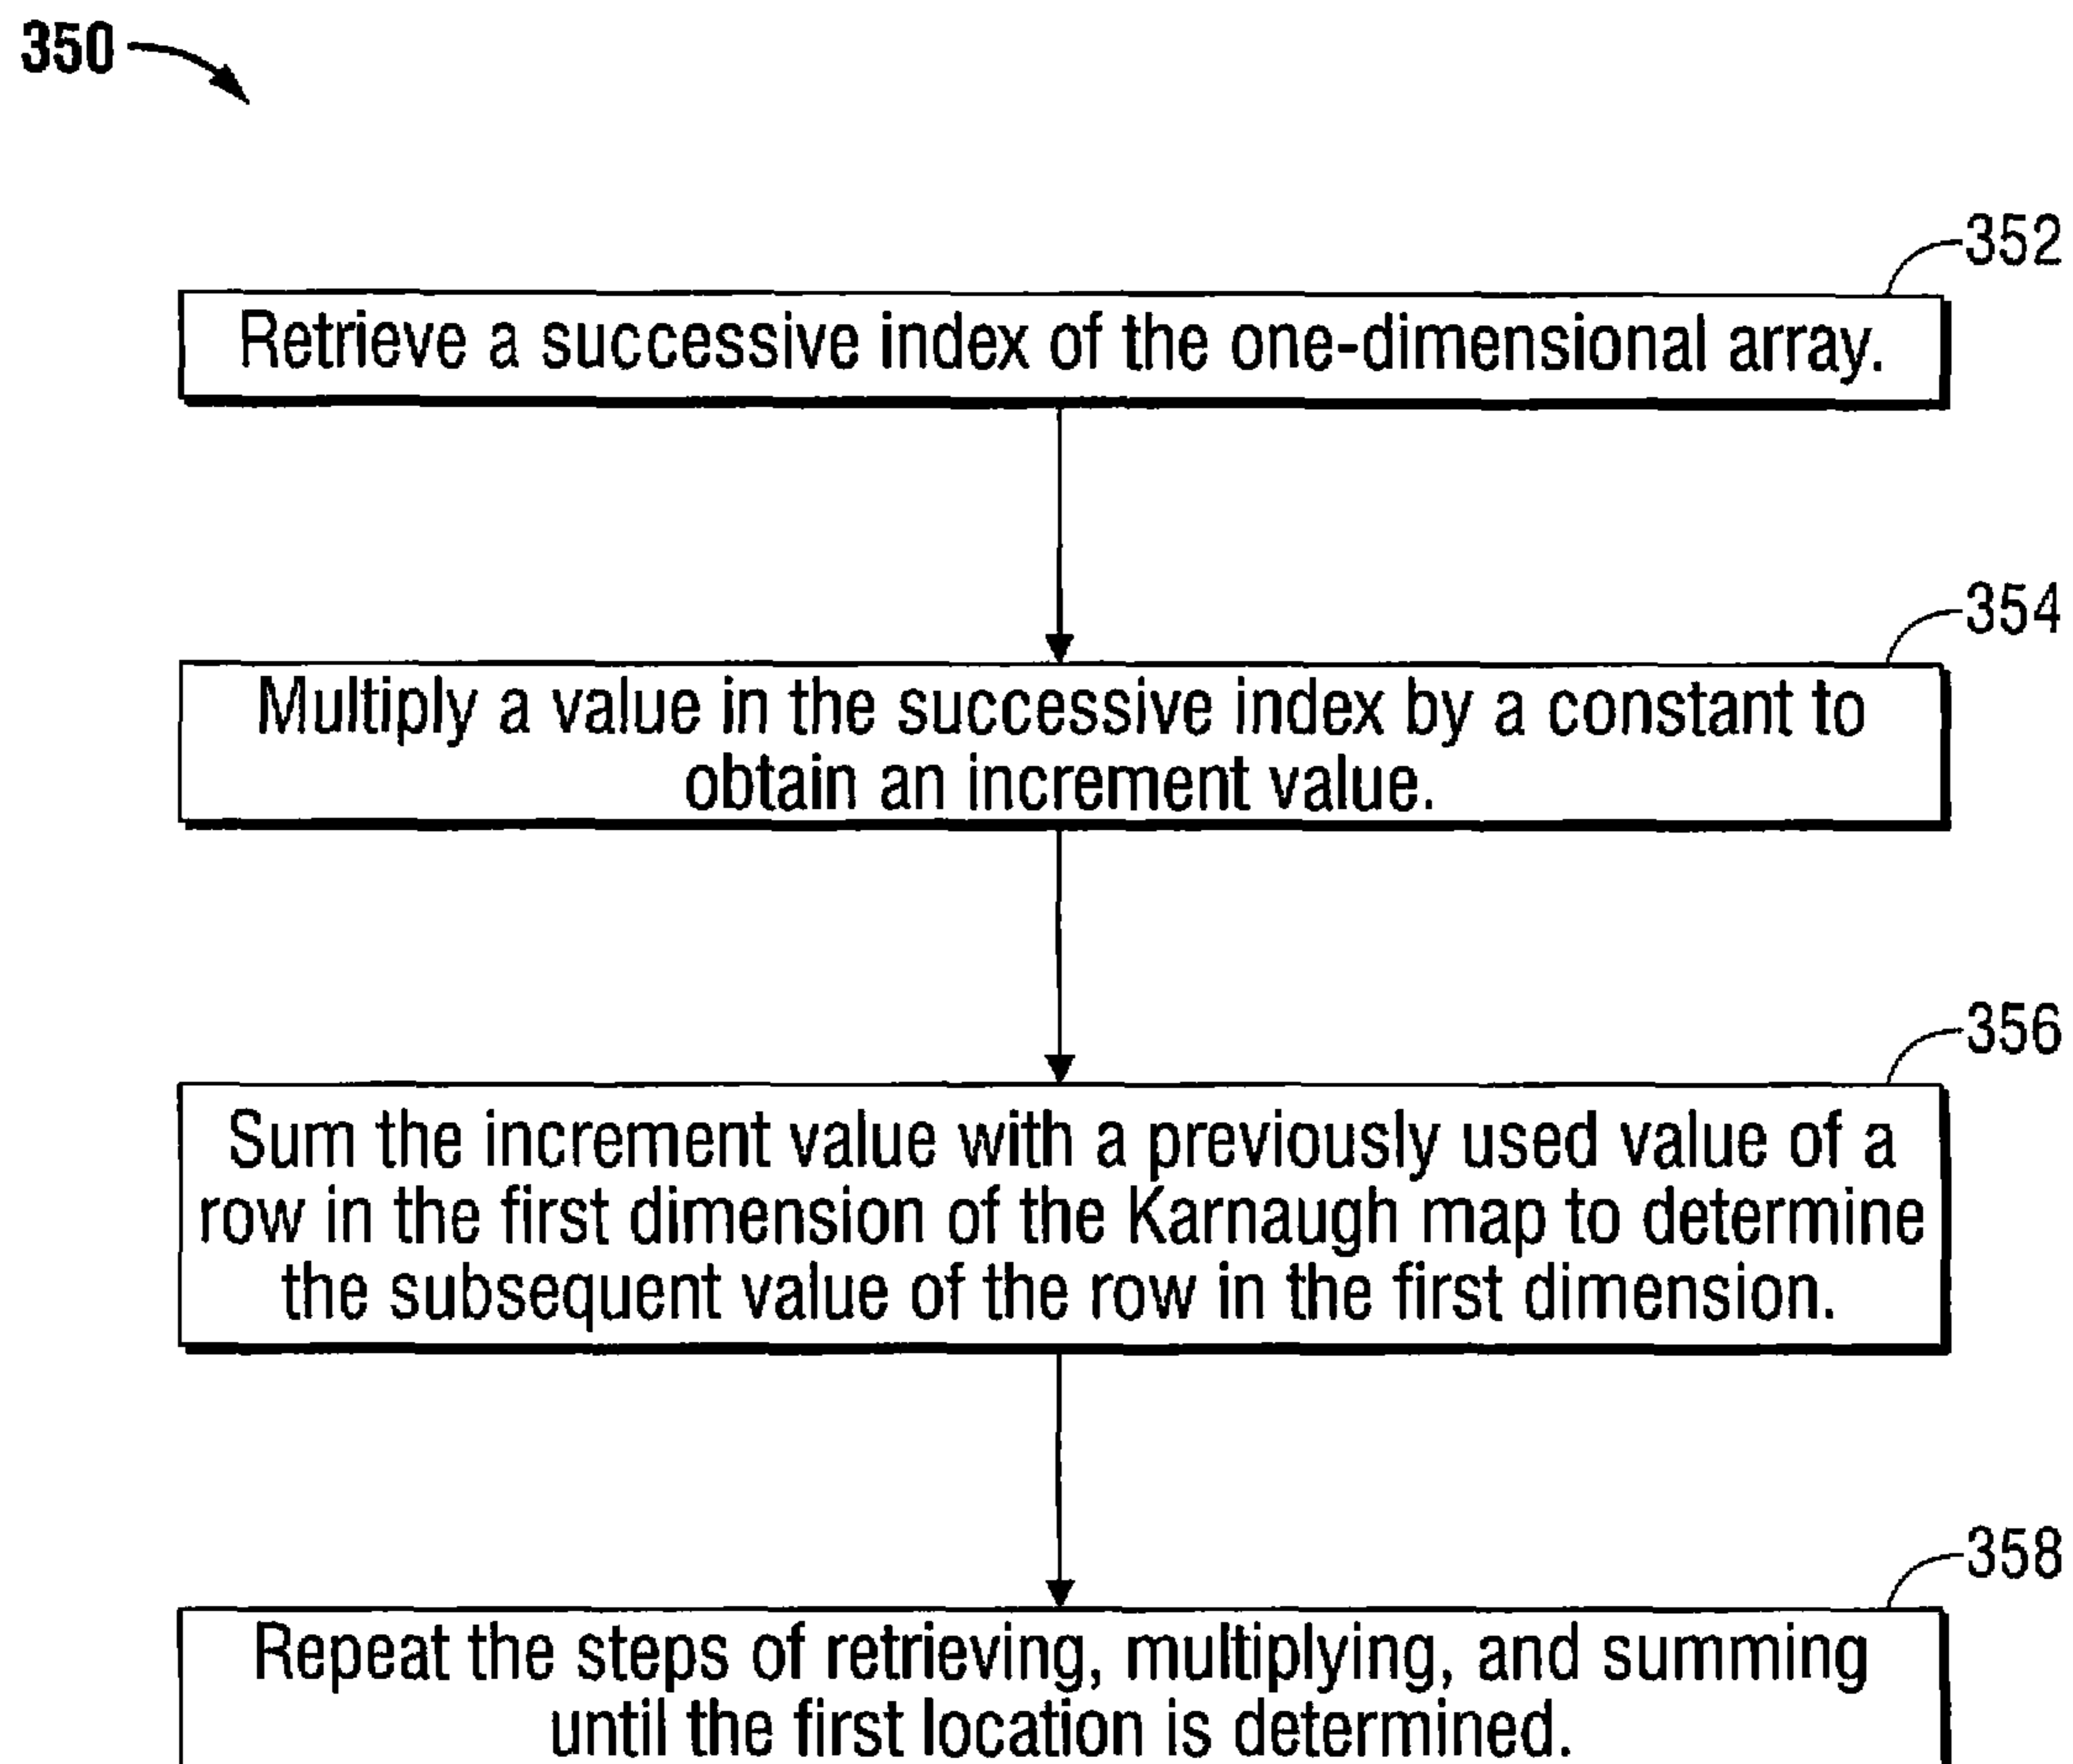 350
352
Retrieve a successive index of the one-dimensional array.
354
Multiply a value in the successive index by a constant to
obtain an increment value.
356
Sum the increment value with a previously used value of a
row in the first dimension of the Karnaugh map to determine
the subsequent value of the row in the first dimension.
358
Repeat the steps of retrieving, multiplying, and summing
until the first location is determined.